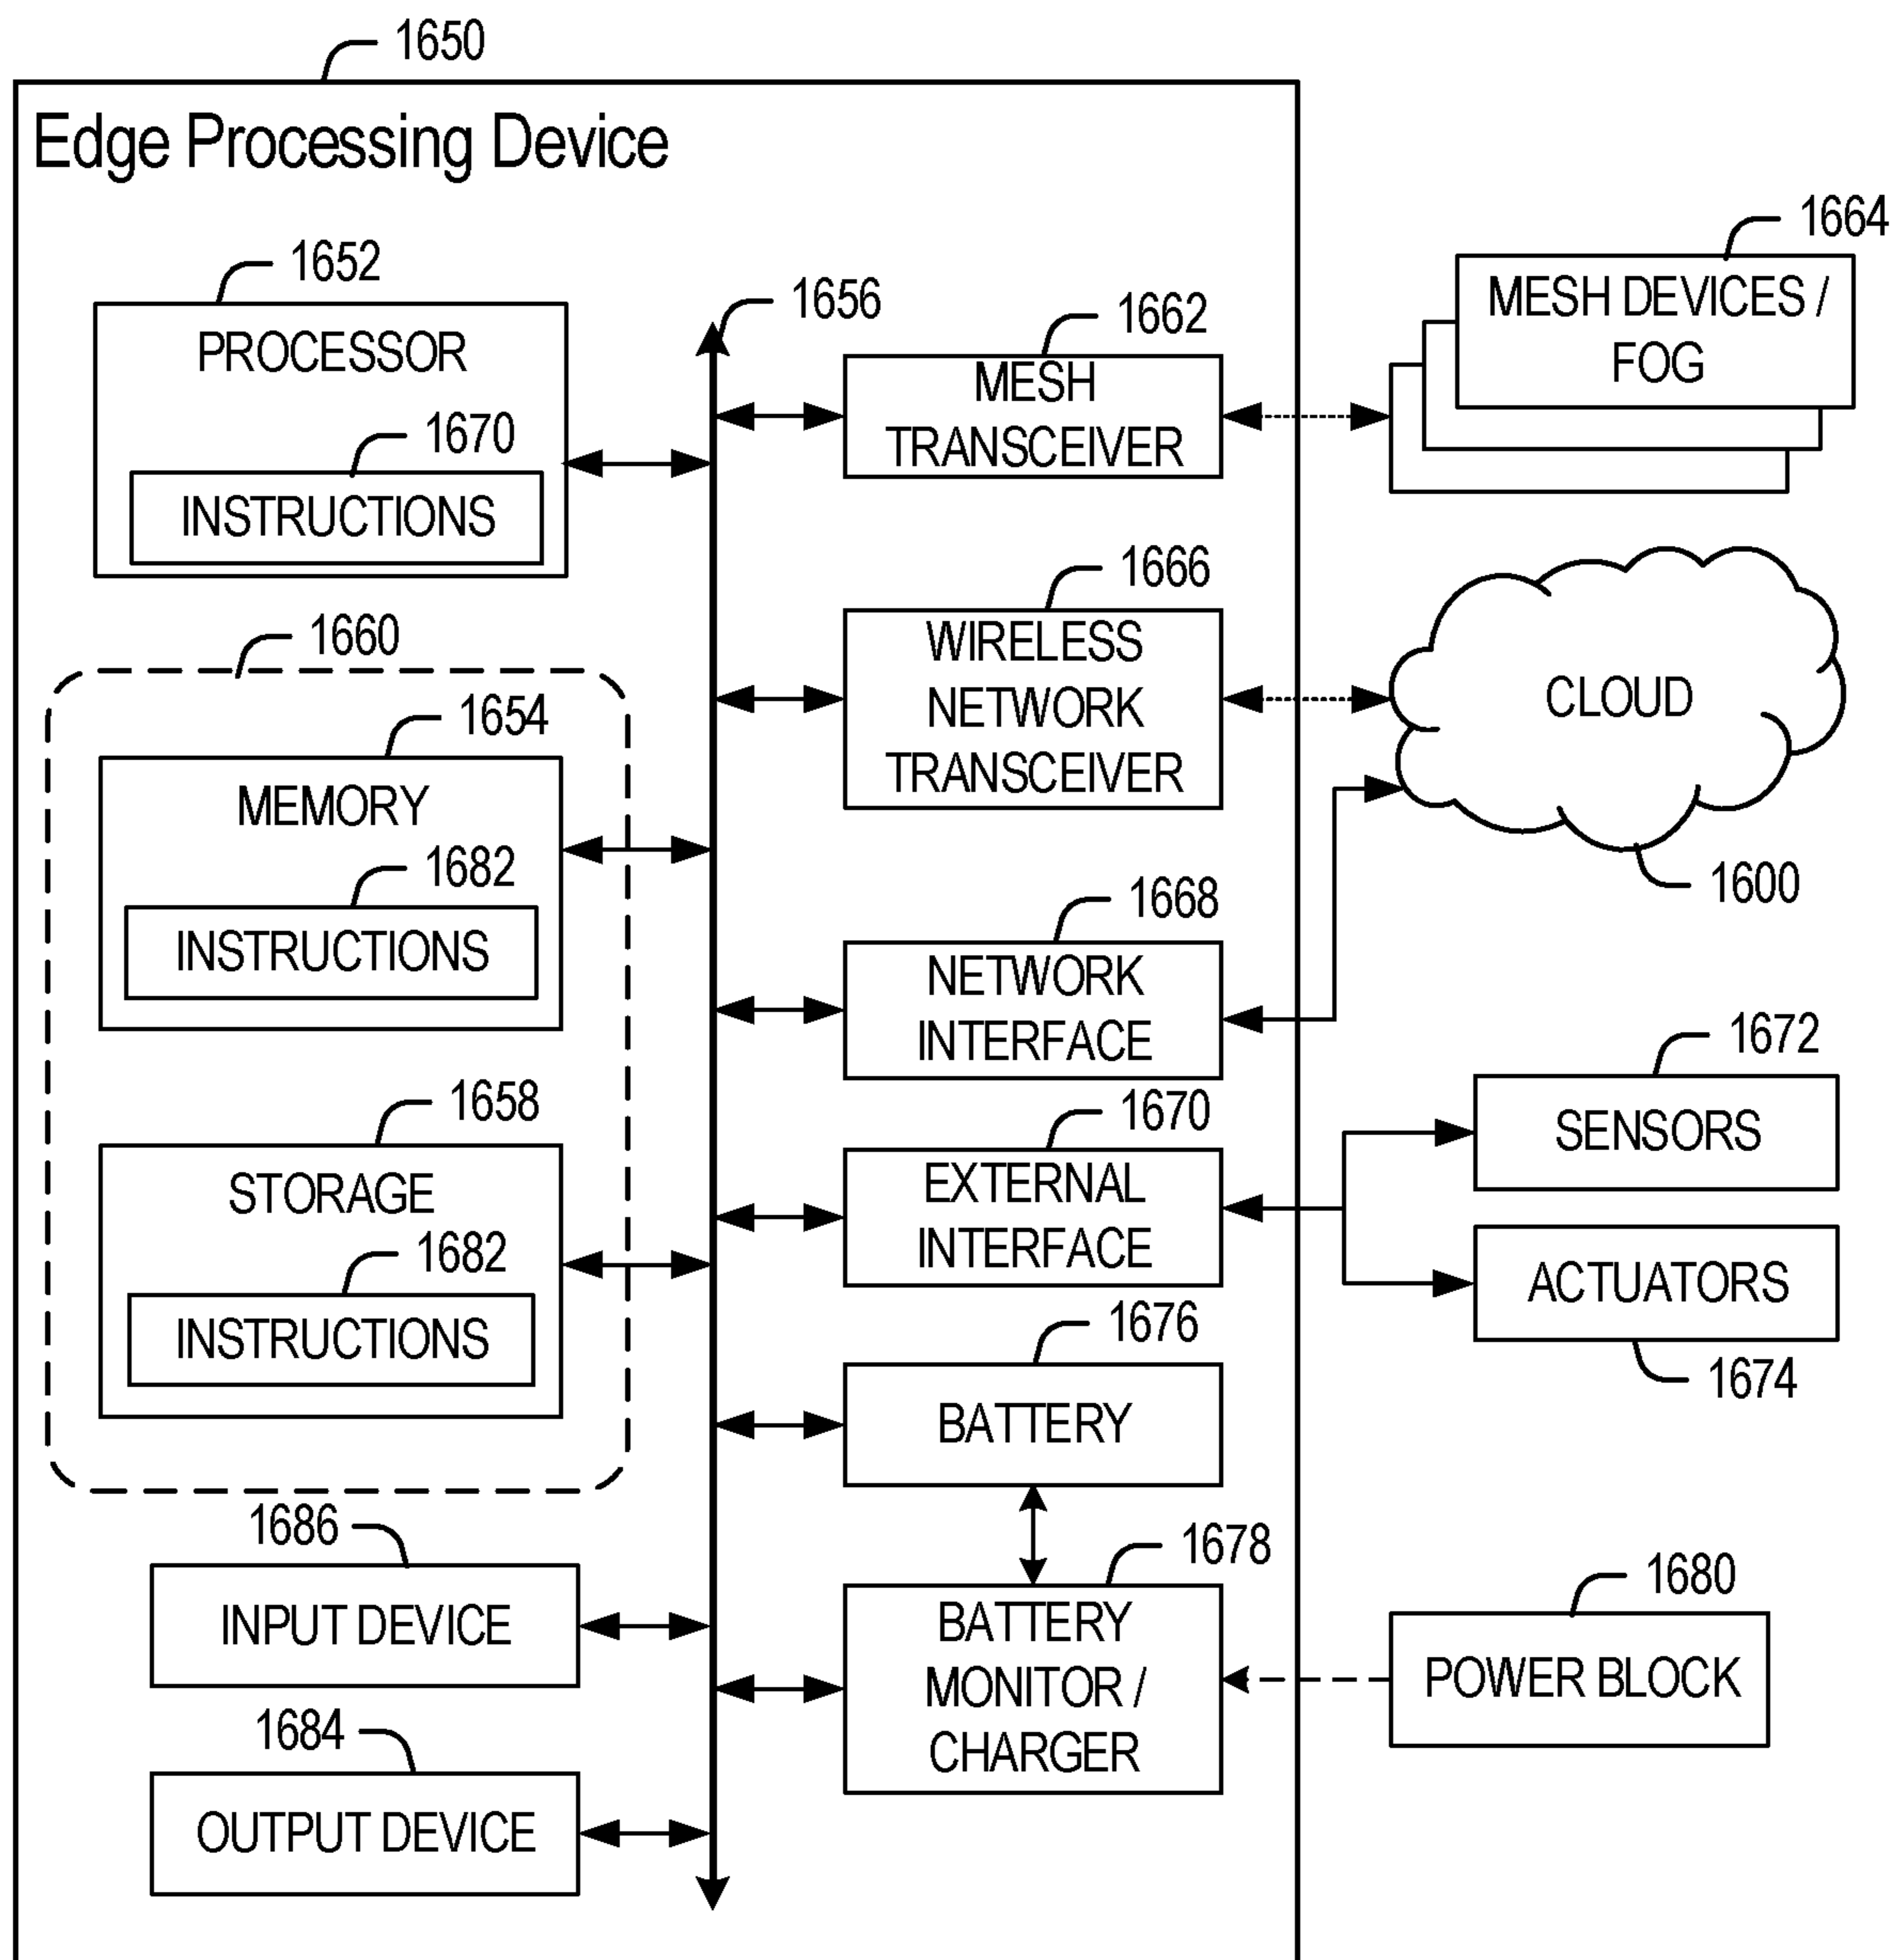 1650
Edge Processing Device
1652
PROCESSOR
1670
INSTRUCTIONS
1660
1654
MEMORY
1682
INSTRUCTIONS
1658
STORAGE
1682
INSTRUCTIONS
1686
INPUT DEVICE
1684
OUTPUT DEVICE
1656
1662
MESH
TRANSCEIVER
1666
WIRELESS
NETWORK
TRANSCEIVER
1668
NETWORK
INTERFACE
1670
EXTERNAL
INTERFACE
1676
BATTERY
1678
BATTERY
MONITOR /
CHARGER
1664
MESH DEVICES /
FOG
CLOUD
1600
1672
SENSORS
ACTUATORS
1674
1680
POWER BLOCK